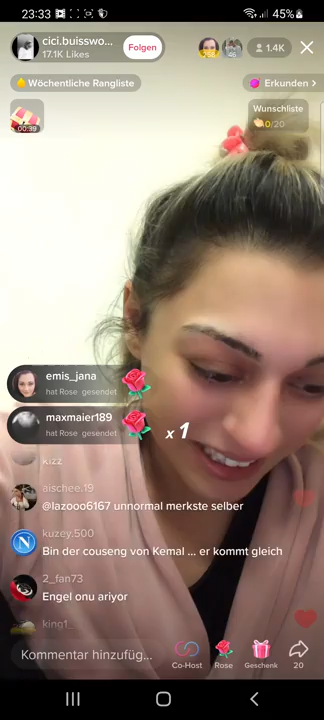 23:33
45%
cici.buisswo...
17.1K Likes
Folgen
1.4K
Wöchentliche Rangliste
Erkunden >
00:39
Wunschliste
0/20
emis_jana
hat Rose gesendet
maxmaier189
hat Rose gesendet
x 1
kizz
aischee.19
@lazooo6167 unnormal merkste selber
kuzey.500
Bin der couseng von Kemal ... er kommt gleich
2_fan73
Engel onu ariyor
king1_
Kommentar hinzufüg...
Co-Host
Rose
Geschenk
20